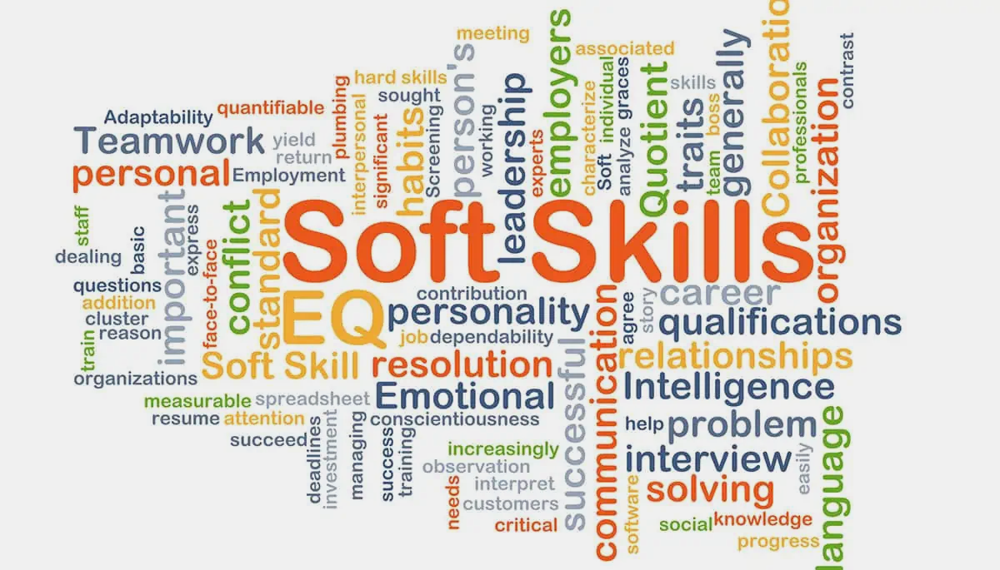 meeting
employers
associated
Collaboratio
hard skills
person's
generally
contrast
sought
leadership
individual
graces
Quotient
skills
professionals
plumbing
interpersonal
habits
Screening
working
characterize
Soft
analyze
traits
boss
team
organization
Adaptability
quantifiable
significant
experts
Teamwork
yield
return
personal
Employment
staff
important
express
conflict
standard
Soft Skills
dealing
basic
face-to-face
questions
addition
cluster
reason
train
organizations
EQ
contribution
personality
job
dependability
communication
agree
story
career
qualifications
Soft Skill
resolution
successful
relationships
measurable
spreadsheet
Emotional
Intelligence
resume
attention
conscientiousness
help
problem
language
succeed
deadlines
investment
managing
success
training
increasingly
observation
interpret
customers
needs
critical
interview
easily
solving
software
social
knowledge
progress